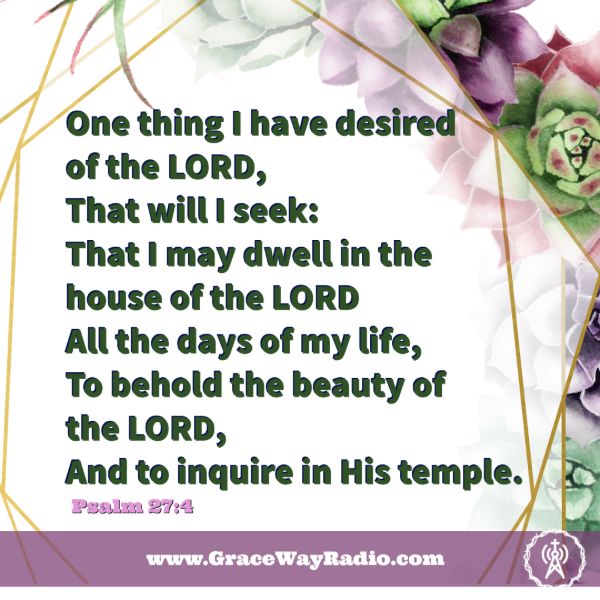 One thing I have desired
of the LORD,
That will I seek:
That I may dwell in the
house of the LORD
All the days of my life,
To behold the beauty of
the LORD,
And to inquire in His temple.
Psalm 27:4
www.GraceWayRadio.com